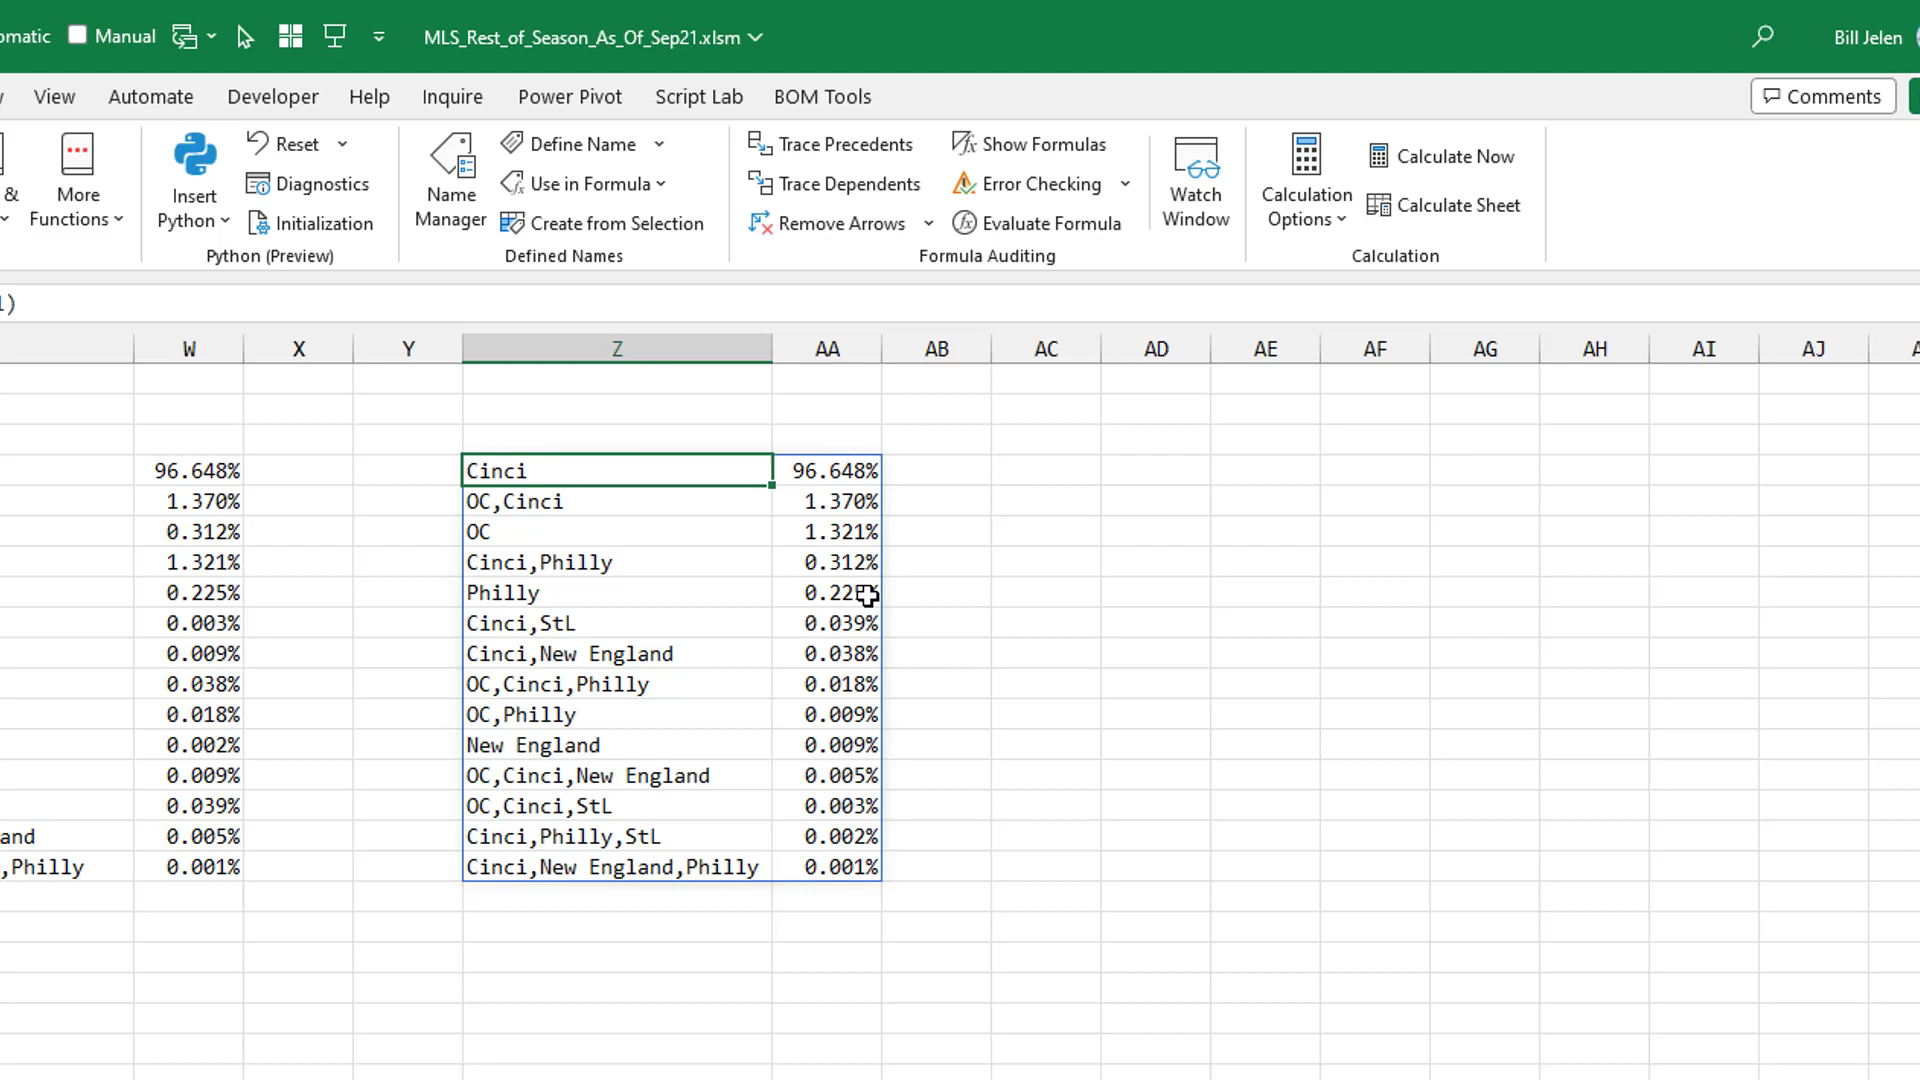 omatic Manual MLS_Rest_of_Season_As_Of_Sep21.xlsm Bill Jelen
View Automate Developer Help Inquire Power Pivot Script Lab BOM Tools Comments
& More Functions
Insert Python Reset Diagnostics Initialization
Python (Preview)
Name Manager Define Name Use in Formula Create from Selection
Defined Names
Trace Precedents Trace Dependents Remove Arrows Show Formulas Error Checking Evaluate Formula
Formula Auditing
Watch Window
Calculation Options Calculate Now Calculate Sheet
Calculation
)
W X Y Z AA AB AC AD AE AF AG AH AI AJ
96.648% Cinci 96.648%
1.370% OC,Cinci 1.370%
0.312% OC 1.321%
1.321% Cinci,Philly 0.312%
0.225% Philly 0.22
0.003% Cinci,StL 0.039%
0.009% Cinci,New England 0.038%
0.038% OC,Cinci,Philly 0.018%
0.018% OC,Philly 0.009%
0.002% New England 0.009%
0.009% OC,Cinci,New England 0.005%
0.039% OC,Cinci,StL 0.003%
and 0.005% Cinci,Philly,StL 0.002%
,Philly 0.001% Cinci,New England,Philly 0.001%